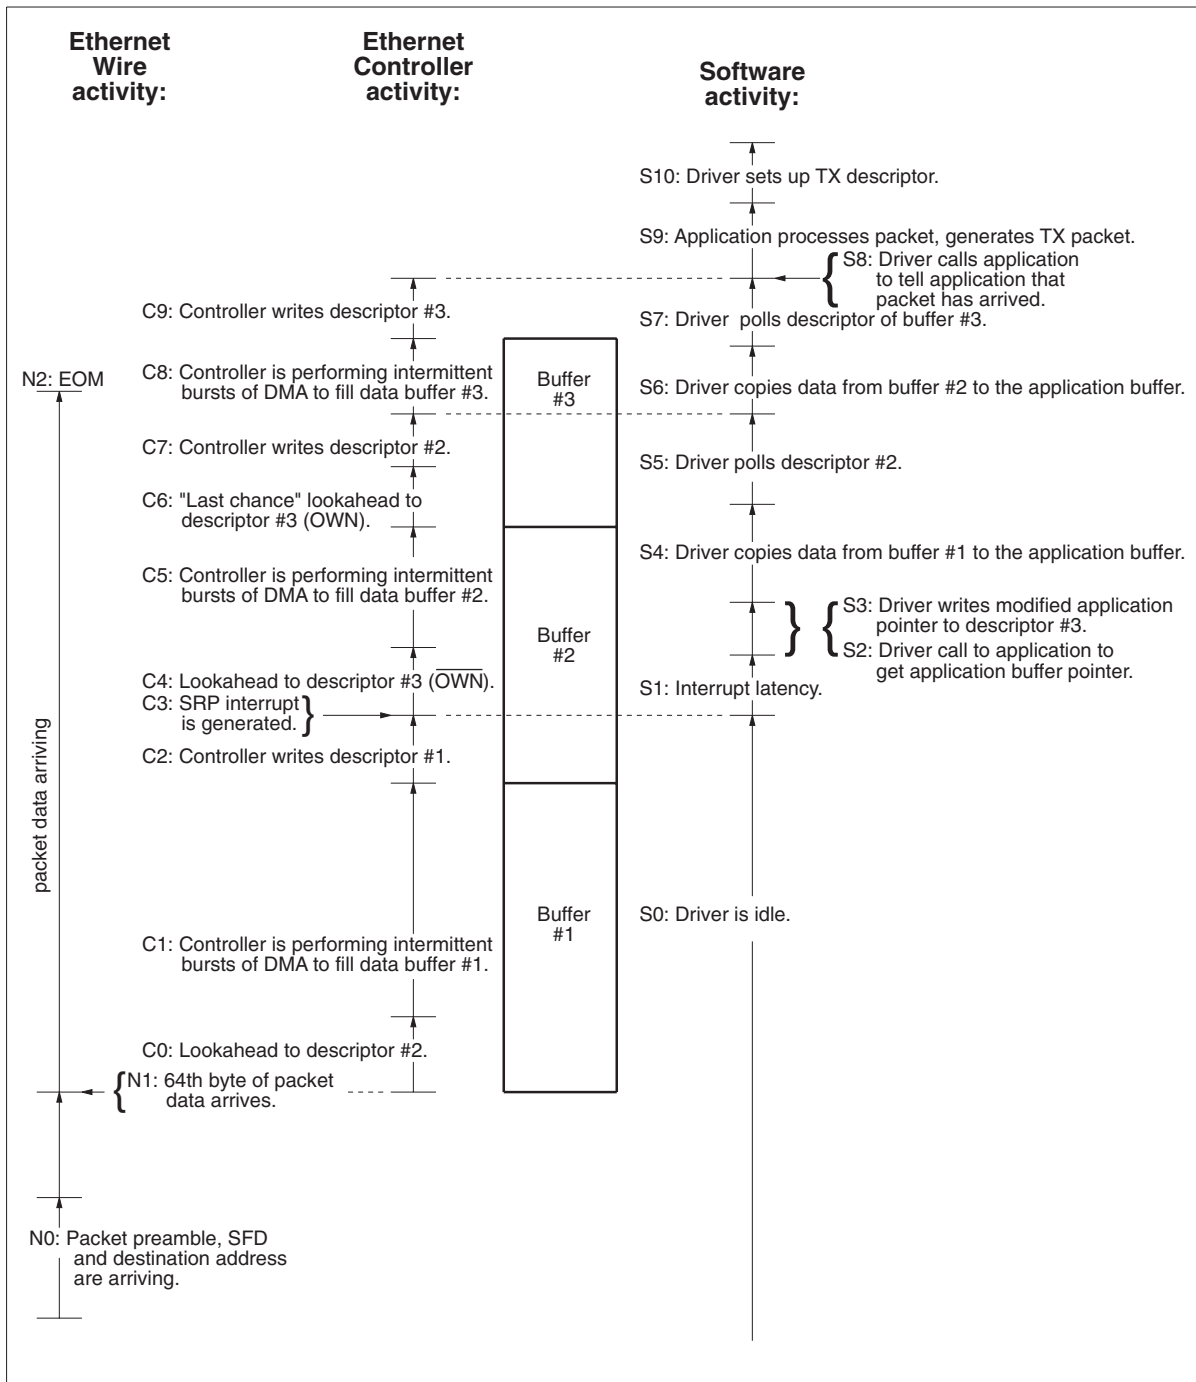 Ethernet
Wire
activity:
Ethernet
Controller
activity:
Software
activity:
S10: Driver sets up TX descriptor.
S9: Application processes packet, generates TX packet.
S8: Driver calls application
to tell application that
packet has arrived.
C9: Controller writes descriptor #3.
S7: Driver polls descriptor of buffer #3.
N2: EOM
C8: Controller is performing intermittent
bursts of DMA to fill data buffer #3.
Buffer
#3
S6: Driver copies data from buffer #2 to the application buffer.
C7: Controller writes descriptor #2.
S5: Driver polls descriptor #2.
C6: "Last chance" lookahead to
descriptor #3 (OWN).
S4: Driver copies data from buffer #1 to the application buffer.
C5: Controller is performing intermittent
bursts of DMA to fill data buffer #2.
Buffer
#2
S3: Driver writes modified application
pointer to descriptor #3.
S2: Driver call to application to
get application buffer pointer.
C4: Lookahead to descriptor #3 (O̅W̅N̅).
S1: Interrupt latency.
C3: SRP interrupt
is generated.
C2: Controller writes descriptor #1.
packet data arriving
Buffer
#1
S0: Driver is idle.
C1: Controller is performing intermittent
bursts of DMA to fill data buffer #1.
C0: Lookahead to descriptor #2.
N1: 64th byte of packet
data arrives.
N0: Packet preamble, SFD
and destination address
are arriving.